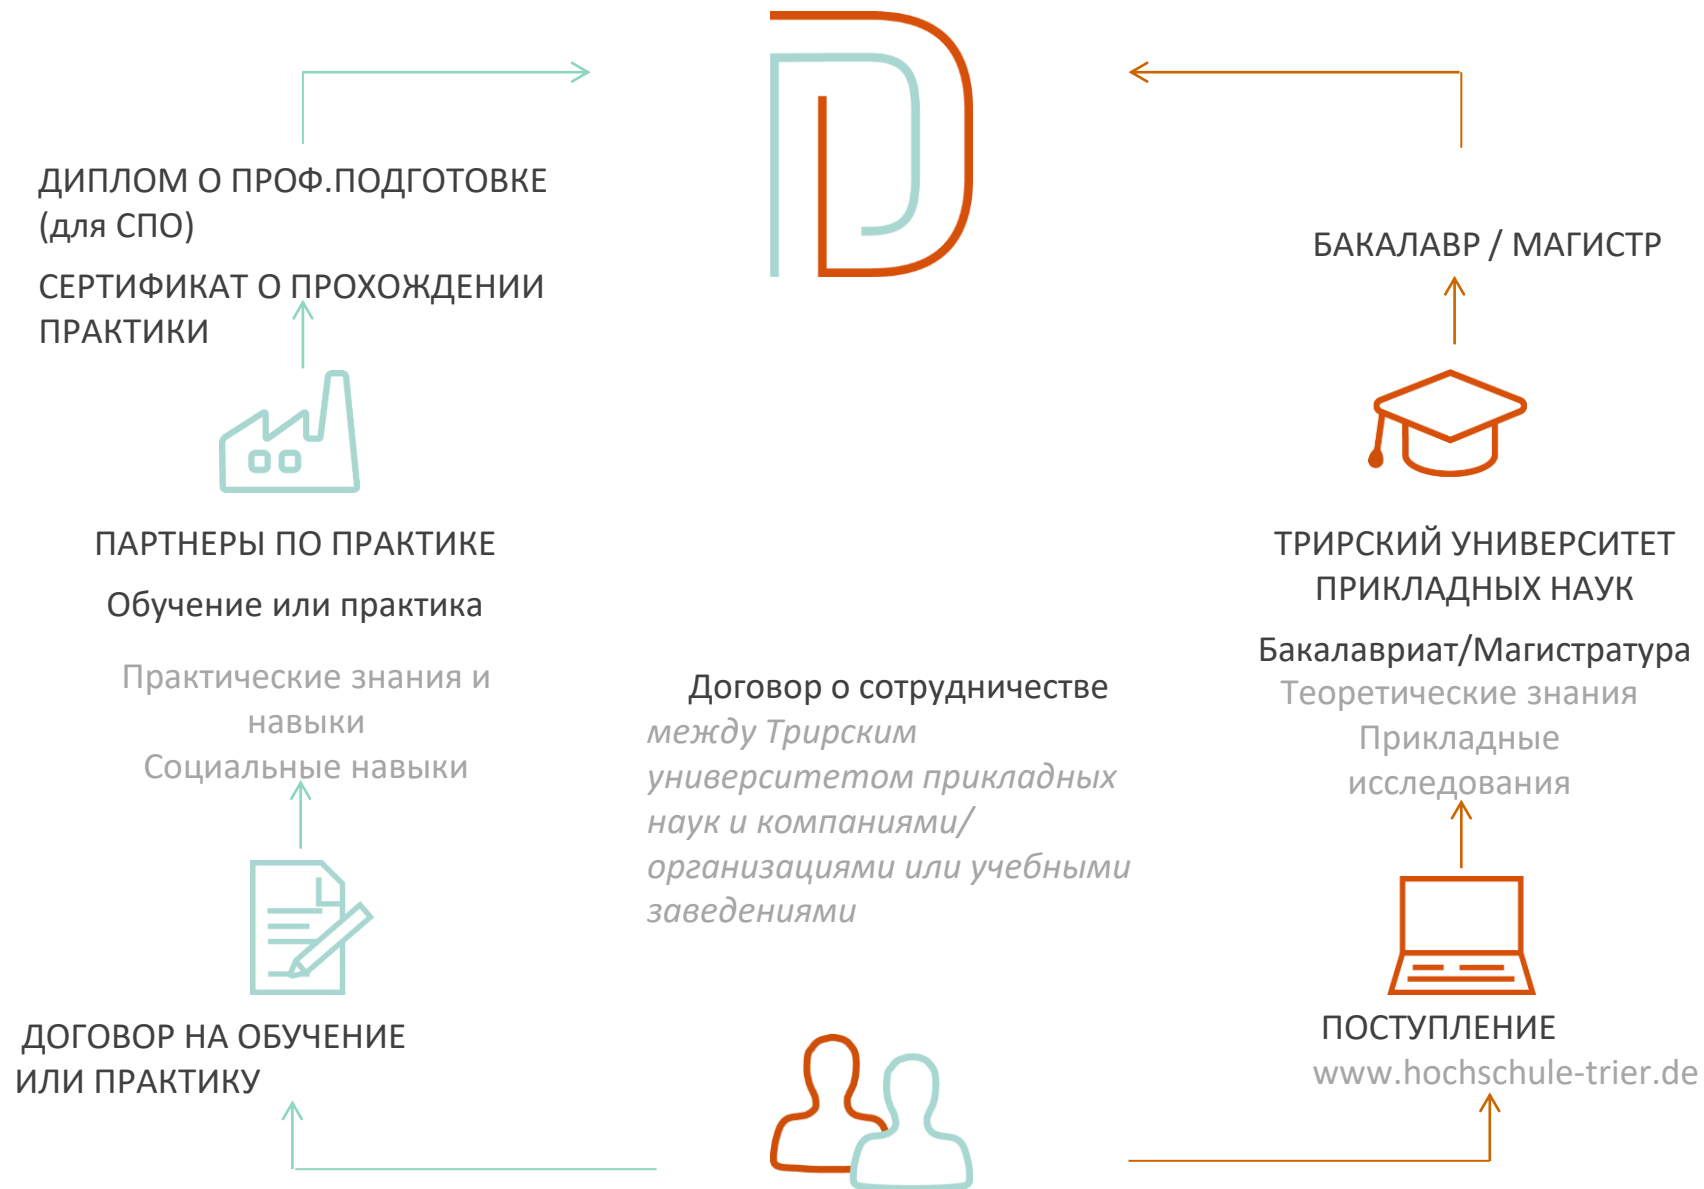 ДИПЛОМ О ПРОФ.ПОДГОТОВКЕ
(для СПО)
СЕРТИФИКАТ О ПРОХОЖДЕНИИ
ПРАКТИКИ
ПАРТНЕРЫ ПО ПРАКТИКЕ
Обучение или практика
Практические знания и
навыки
Социальные навыки
ДОГОВОР НА ОБУЧЕНИЕ
ИЛИ ПРАКТИКУ
Договор о сотрудничестве
между Трирским
университетом прикладных
наук и компаниями/
организациями или учебными
заведениями
БАКАЛАВР / МАГИСТР
ТРИРСКИЙ УНИВЕРСИТЕТ
ПРИКЛАДНЫХ НАУК
Бакалавриат/Магистратура
Теоретические знания
Прикладные
исследования
ПОСТУПЛЕНИЕ
www.hochschule-trier.de